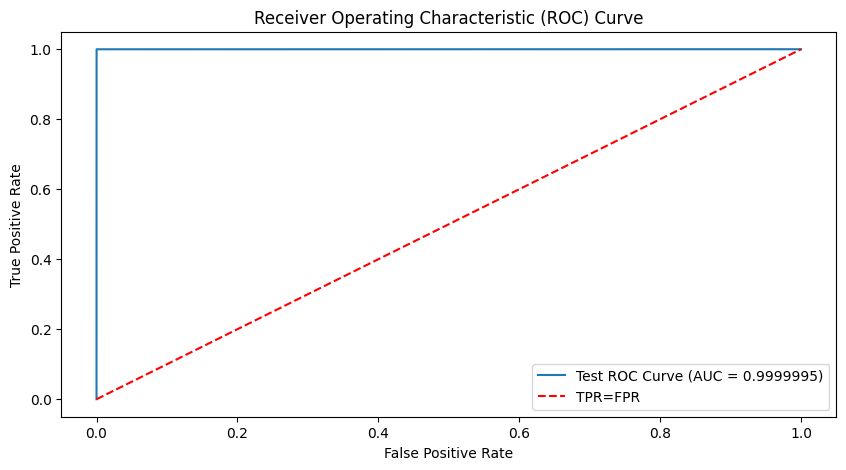 Receiver Operating Characteristic (ROC) Curve
True Positive Rate
1.0
0.8
0.6
0.4
0.2
0.0
Test ROC Curve (AUC = 0.9999995)
TPR=FPR
0.0 0.2 0.4 0.6 0.8 1.0
False Positive Rate